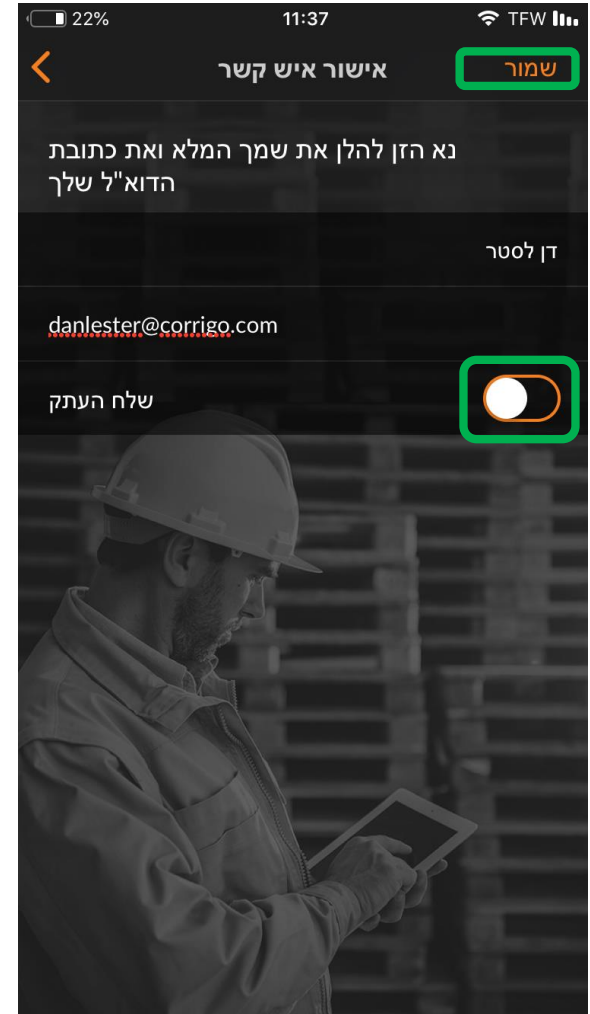 22% 11:37 TFW
אישור איש קשר שמור
נא הזן להלן את שמך המלא ואת כתובת
הדוא"ל שלך
דן לסטר
danlester@corrigo.com
שלח העתק